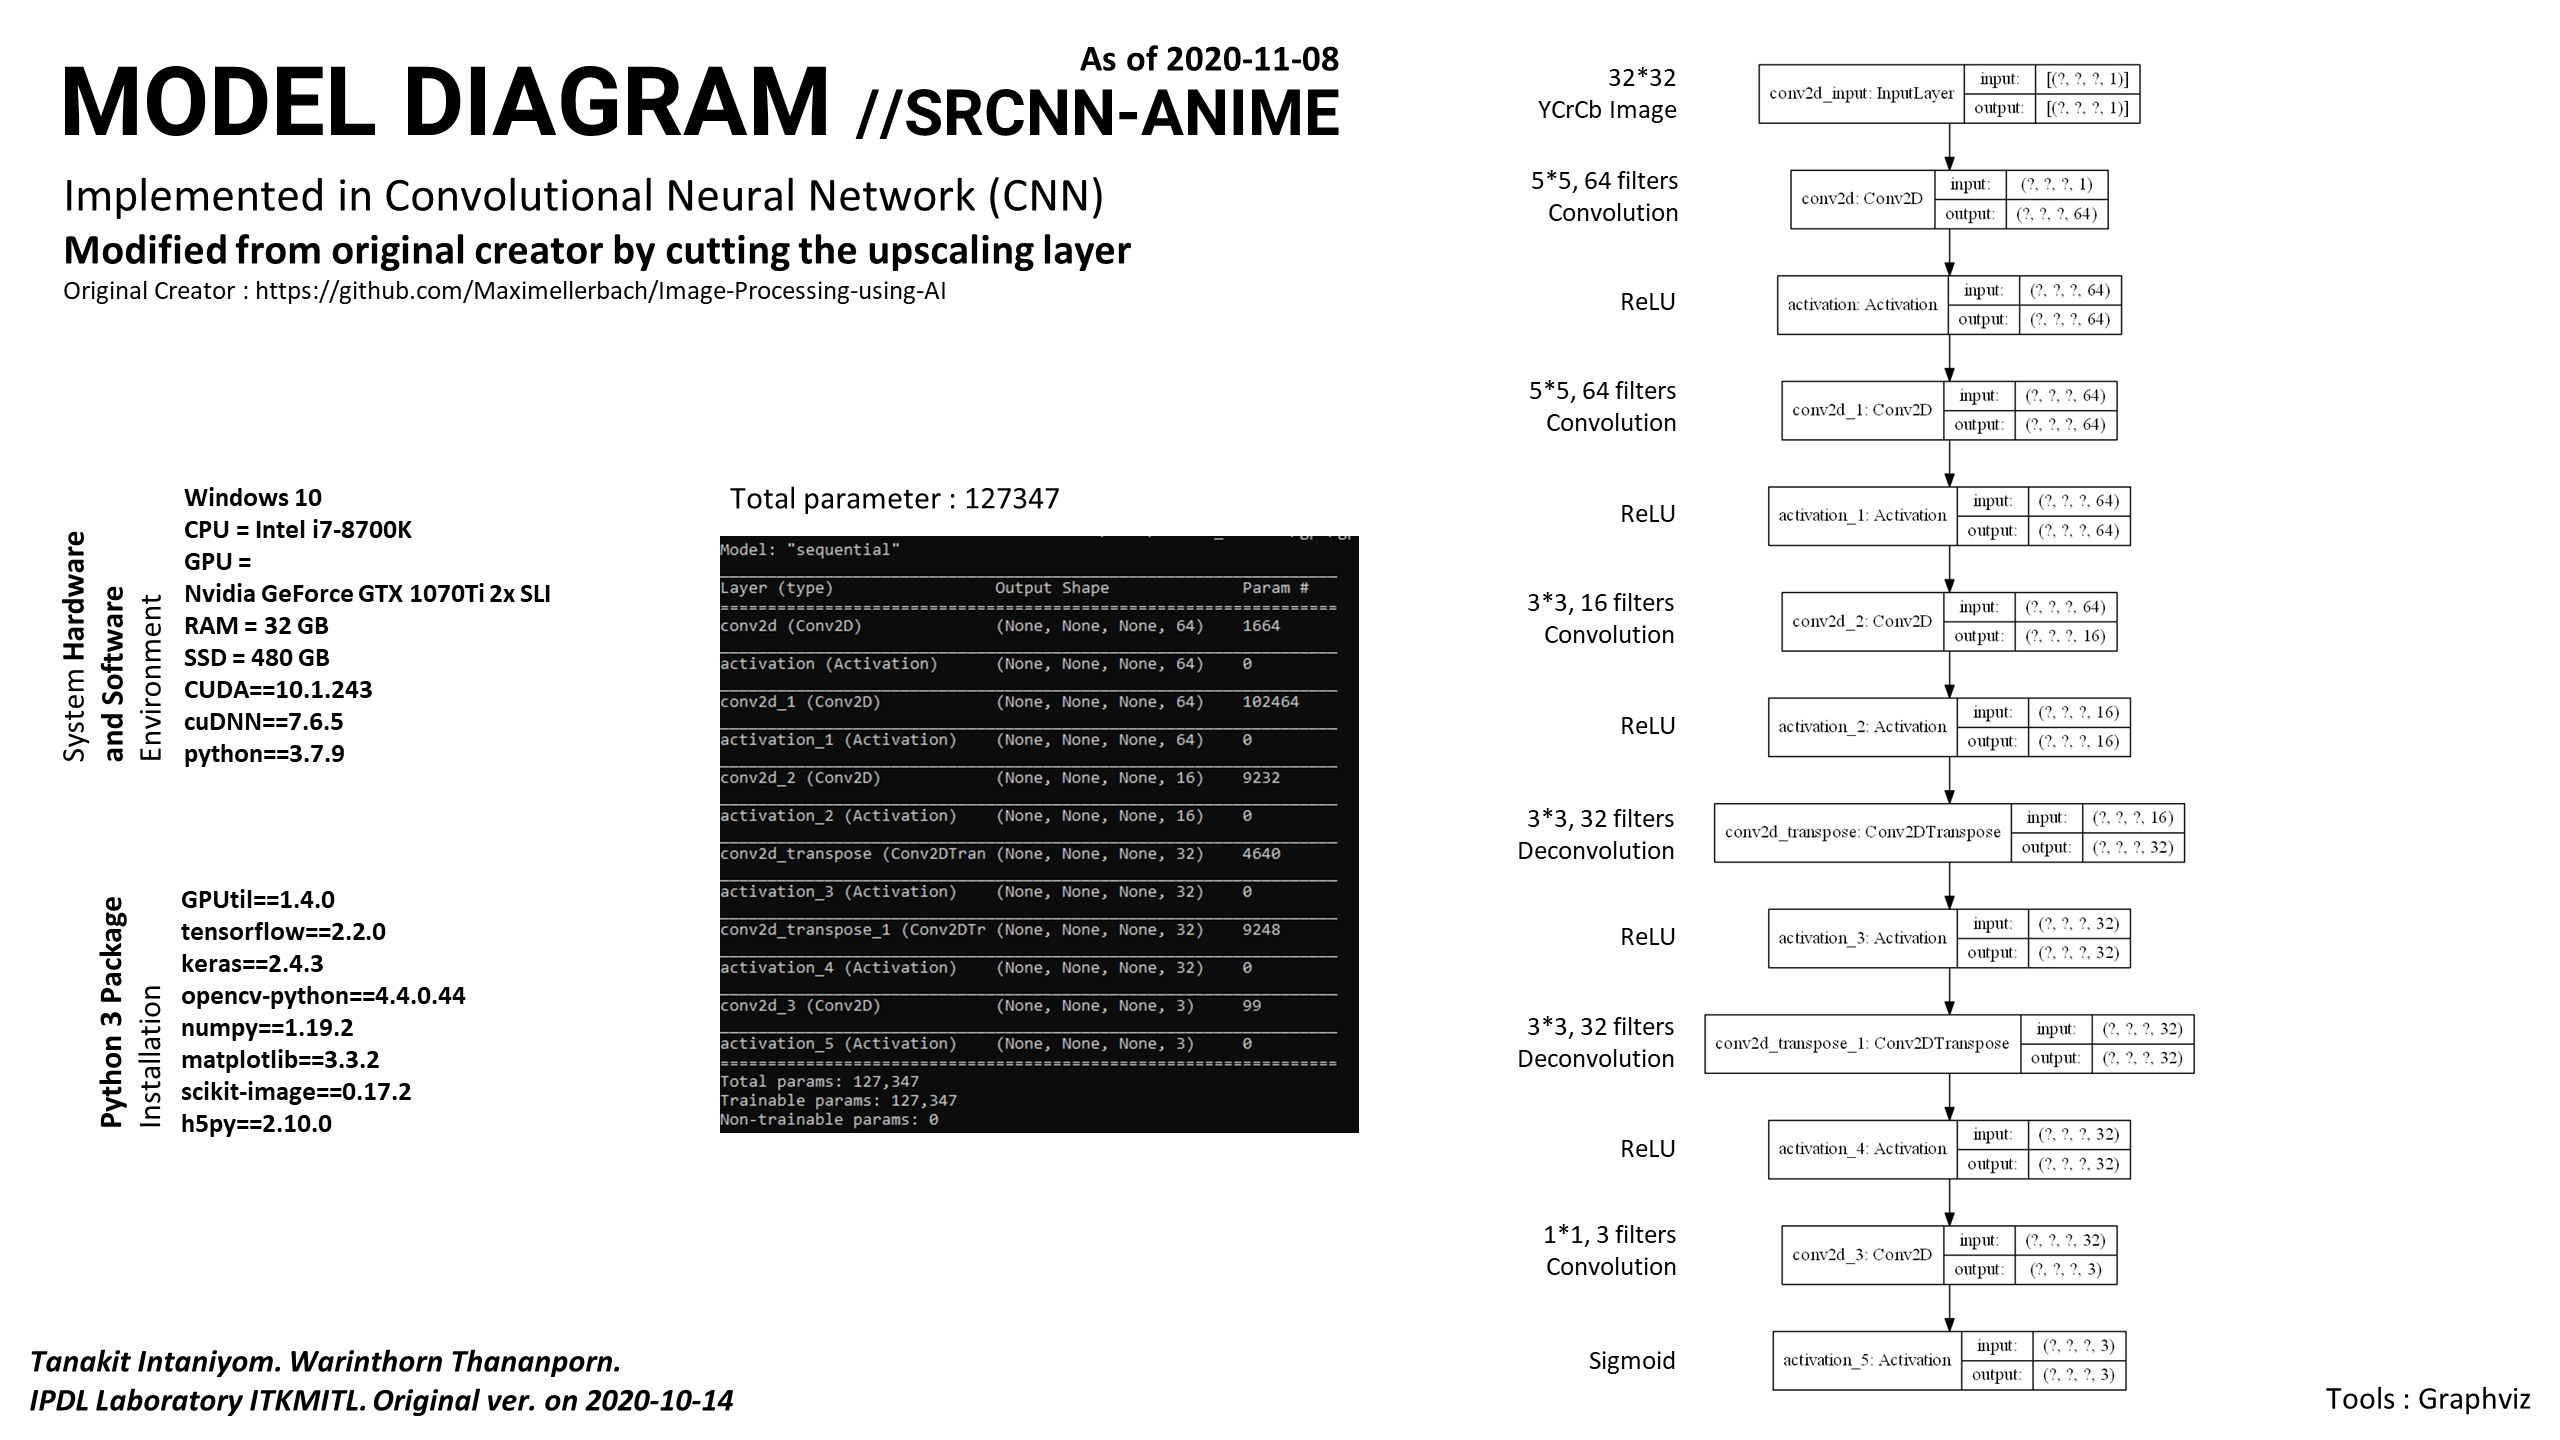 As of 2020-11-08
MODEL DIAGRAM //SRCNN-ANIME
Implemented in Convolutional Neural Network (CNN)
Modified from original creator by cutting the upscaling layer
Original Creator : https://github.com/Maximellerbach/Image-Processing-using-AI
System Hardware
and Software
Environment
Windows 10
CPU = Intel i7-8700K
GPU =
Nvidia GeForce GTX 1070Ti 2x SLI
RAM = 32 GB
SSD = 480 GB
CUDA==10.1.243
cuDNN==7.6.5
python==3.7.9
Python 3 Package
Installation
GPUtil==1.4.0
tensorflow==2.2.0
keras==2.4.3
opencv-python==4.4.0.44
numpy==1.19.2
matplotlib==3.3.2
scikit-image==0.17.2
h5py==2.10.0
Total parameter : 127347
Model: "sequential"
Layer (type) Output Shape Param #
conv2d (Conv2D) (None, None, None, 64) 1664
activation (Activation) (None, None, None, 64) 0
conv2d_1 (Conv2D) (None, None, None, 64) 102464
activation_1 (Activation) (None, None, None, 64) 0
conv2d_2 (Conv2D) (None, None, None, 16) 9232
activation_2 (Activation) (None, None, None, 16) 0
conv2d_transpose (Conv2DTran (None, None, None, 32) 4640
activation_3 (Activation) (None, None, None, 32) 0
conv2d_transpose_1 (Conv2DTr (None, None, None, 32) 9248
activation_4 (Activation) (None, None, None, 32) 0
conv2d_3 (Conv2D) (None, None, None, 3) 99
activation_5 (Activation) (None, None, None, 3) 0
Total params: 127,347
Trainable params: 127,347
Non-trainable params: 0
32*32
YCrCb Image
conv2d_input: InputLayer
input: [(?, ?, ?, 1)]
output: [(?, ?, ?, 1)]
5*5, 64 filters
Convolution
conv2d: Conv2D
input: (?, ?, ?, 1)
output: (?, ?, ?, 64)
ReLU
activation: Activation
input: (?, ?, ?, 64)
output: (?, ?, ?, 64)
5*5, 64 filters
Convolution
conv2d_1: Conv2D
input: (?, ?, ?, 64)
output: (?, ?, ?, 64)
ReLU
activation_1: Activation
input: (?, ?, ?, 64)
output: (?, ?, ?, 64)
3*3, 16 filters
Convolution
conv2d_2: Conv2D
input: (?, ?, ?, 64)
output: (?, ?, ?, 16)
ReLU
activation_2: Activation
input: (?, ?, ?, 16)
output: (?, ?, ?, 16)
3*3, 32 filters
Deconvolution
conv2d_transpose: Conv2DTranspose
input: (?, ?, ?, 16)
output: (?, ?, ?, 32)
ReLU
activation_3: Activation
input: (?, ?, ?, 32)
output: (?, ?, ?, 32)
3*3, 32 filters
Deconvolution
conv2d_transpose_1: Conv2DTranspose
input: (?, ?, ?, 32)
output: (?, ?, ?, 32)
ReLU
activation_4: Activation
input: (?, ?, ?, 32)
output: (?, ?, ?, 32)
1*1, 3 filters
Convolution
conv2d_3: Conv2D
input: (?, ?, ?, 32)
output: (?, ?, ?, 3)
Sigmoid
activation_5: Activation
input: (?, ?, ?, 3)
output: (?, ?, ?, 3)
Tanakit Intaniyom. Warinthorn Thananporn.
IPDL Laboratory ITKMITL. Original ver. on 2020-10-14
Tools : Graphviz